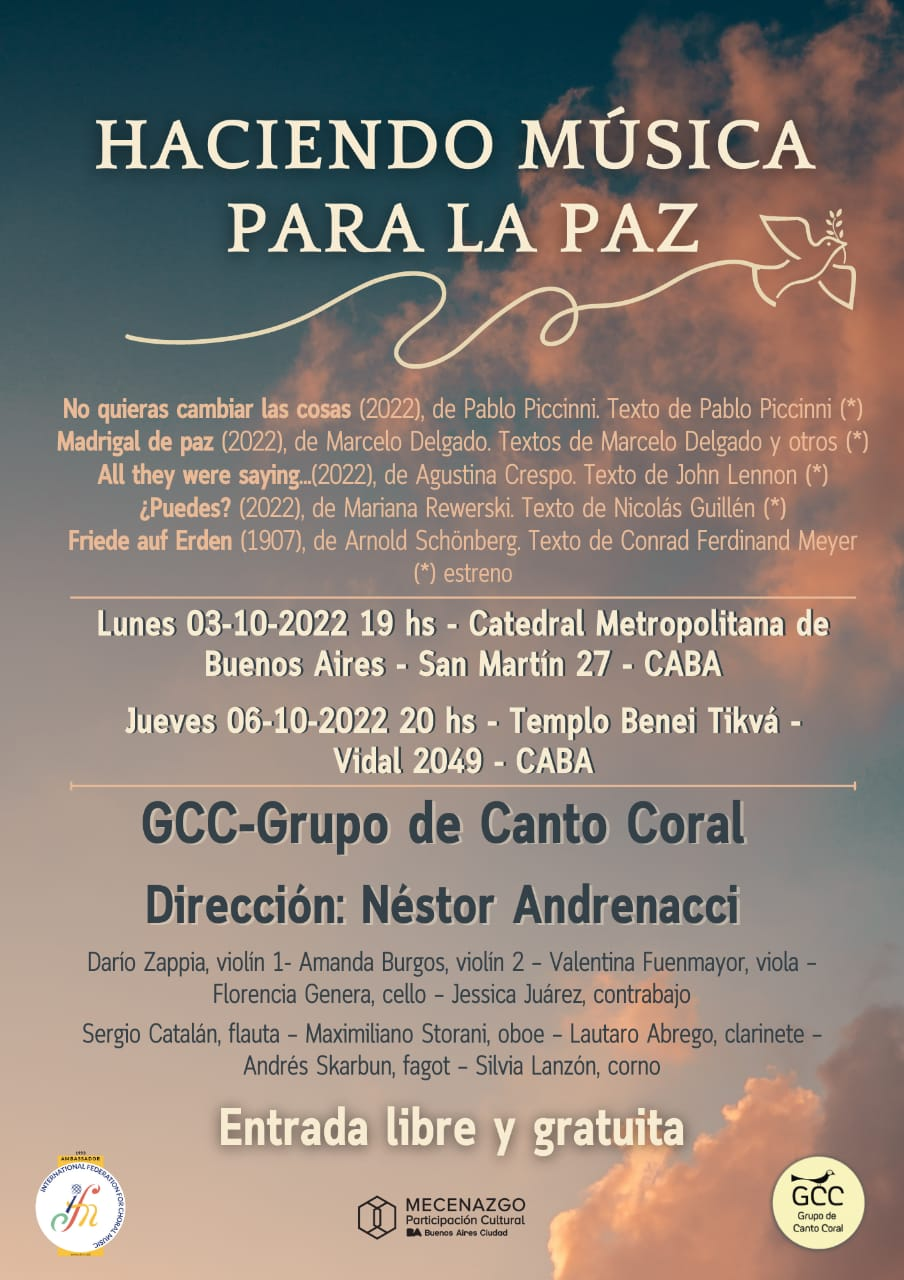 HACIENDO MÚSICA
PARA LA PAZ
No quieras cambiar las cosas (2022), de Pablo Piccinni. Texto de Pablo Piccinni (*)
Madrigal de paz (2022), de Marcelo Delgado. Textos de Marcelo Delgado y otros (*)
All they were saying...(2022), de Agustina Crespo. Texto de John Lennon (*)
¿Puedes? (2022), de Mariana Rewerski. Texto de Nicolás Guillén (*)
Friede auf Erden (1907), de Arnold Schönberg. Texto de Conrad Ferdinand Meyer
(*) estreno
Lunes 03-10-2022 19 hs - Catedral Metropolitana de
Buenos Aires - San Martín 27 - CABA
Jueves 06-10-2022 20 hs - Templo Benei Tikvá -
Vidal 2049 - CABA
GCC-Grupo de Canto Coral
Dirección: Néstor Andrenacci
Darío Zappia, violín 1- Amanda Burgos, violín 2 – Valentina Fuenmayor, viola –
Florencia Genera, cello – Jessica Juárez, contrabajo
Sergio Catalán, flauta – Maximiliano Storani, oboe – Lautaro Abrego, clarinete –
Andrés Skarbun, fagot – Silvia Lanzón, corno
Entrada libre y gratuita
AMBASSADOR
INTERNATIONAL FEDERATION FOR CHORAL MUSIC
ifcm
MECENAZGO
Participación Cultural
BA Buenos Aires Ciudad
GCC
Grupo de
Canto Coral